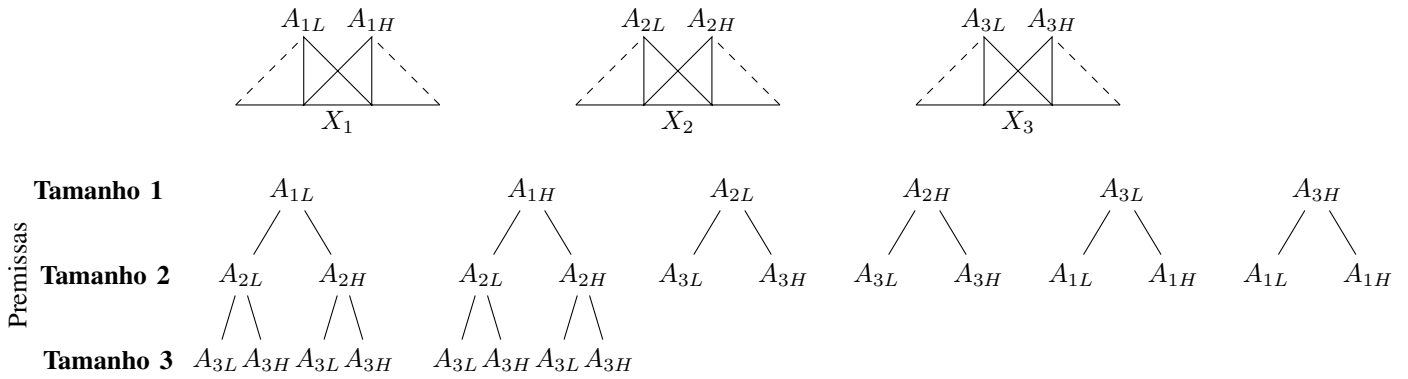 A1L A1H A2L A2H A3L A3H
X1 X2 X3
Tamanho 1 A1L A1H A2L A2H A3L A3H
Premissas
Tamanho 2 A2L A2H A2L A2H A3L A3H A3L A3H A1L A1H A1L A1H
Tamanho 3 A3L A3H A3L A3H A3L A3H A3L A3H